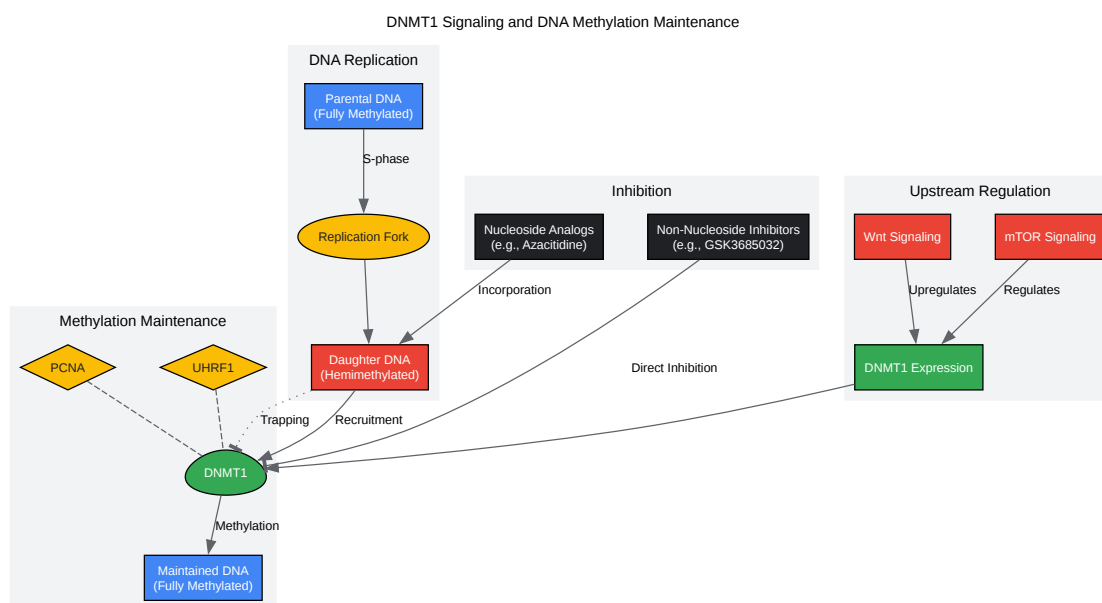 DNMT1 Signaling and DNA Methylation Maintenance
DNA Replication
Parental DNA
(Fully Methylated)
S-phase
Inhibition
Upstream Regulation
Replication Fork
Nucleoside Analogs
(e.g., Azacitidine)
Non-Nucleoside Inhibitors
(e.g., GSK3685032)
Wnt Signaling
mTOR Signaling
Incorporation
Upregulates
Regulates
Methylation Maintenance
PCNA
UHRF1
Daughter DNA
(Hemimethylated)
Direct Inhibition
DNMT1 Expression
Trapping
Recruitment
DNMT1
Methylation
Maintained DNA
(Fully Methylated)